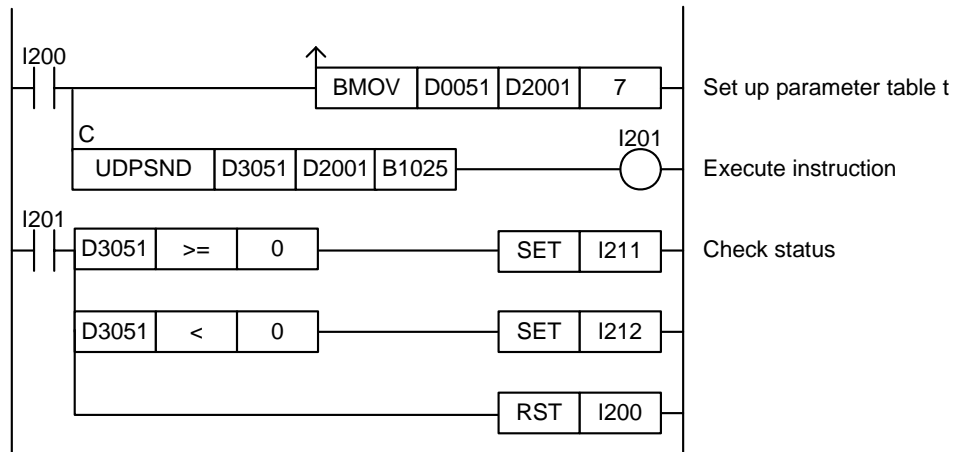 I200
BMOV D0051 D2001 7 Set up parameter table t
C I201
UDPSND D3051 D2001 B1025 Execute instruction
I201
D3051 >= 0 SET I211 Check status
D3051 < 0 SET I212
RST I200